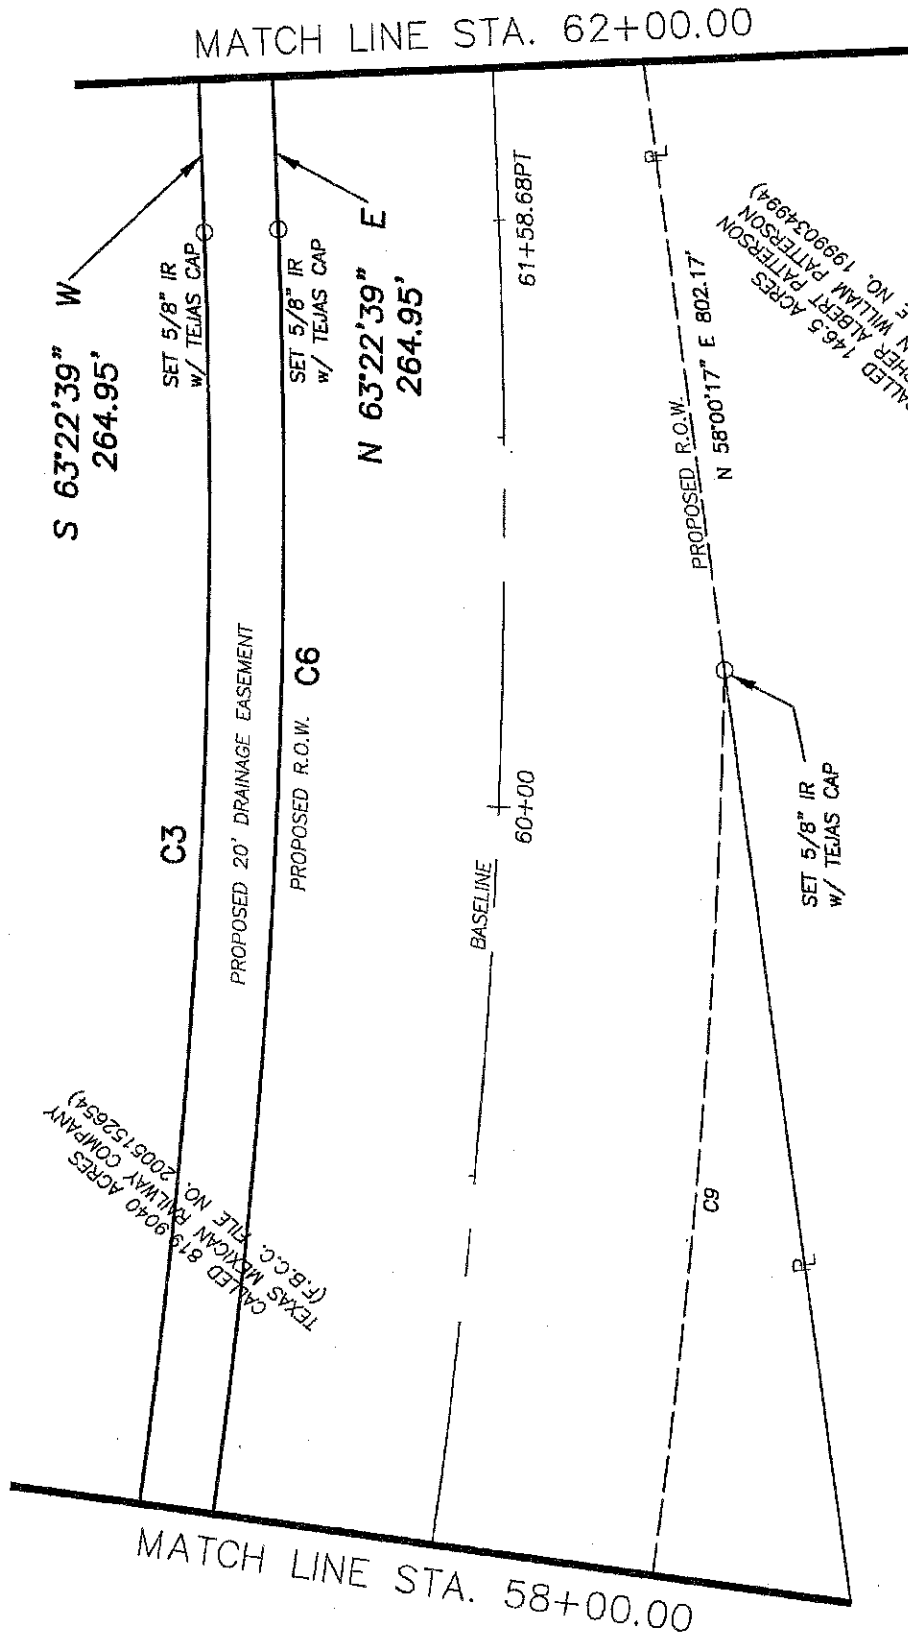 MATCH LINE STA. 62+00.00
S 63°22'39" W
264.95'
SET 5/8" IR
w/ TEJAS CAP
SET 5/8" IR
w/ TEJAS CAP
N 63°22'39" E
264.95'
61+58.68PT
PL
146.5 ACRES
ALBERT PATTERSON
WILLIAM PATTERSON
NO. 1999034994)
PROPOSED R.O.W.
N 58°00'17" E 802.17'
C3
PROPOSED 20' DRAINAGE EASEMENT
PROPOSED R.O.W.
C6
60+00
BASELINE
SET 5/8" IR
w/ TEJAS CAP
CALLED 819.9040 ACRES
TEXAS MEXICAN RAILWAY COMPANY
(F.B.C.C. FILE NO. 2005152654)
C9
PL
MATCH LINE STA. 58+00.00